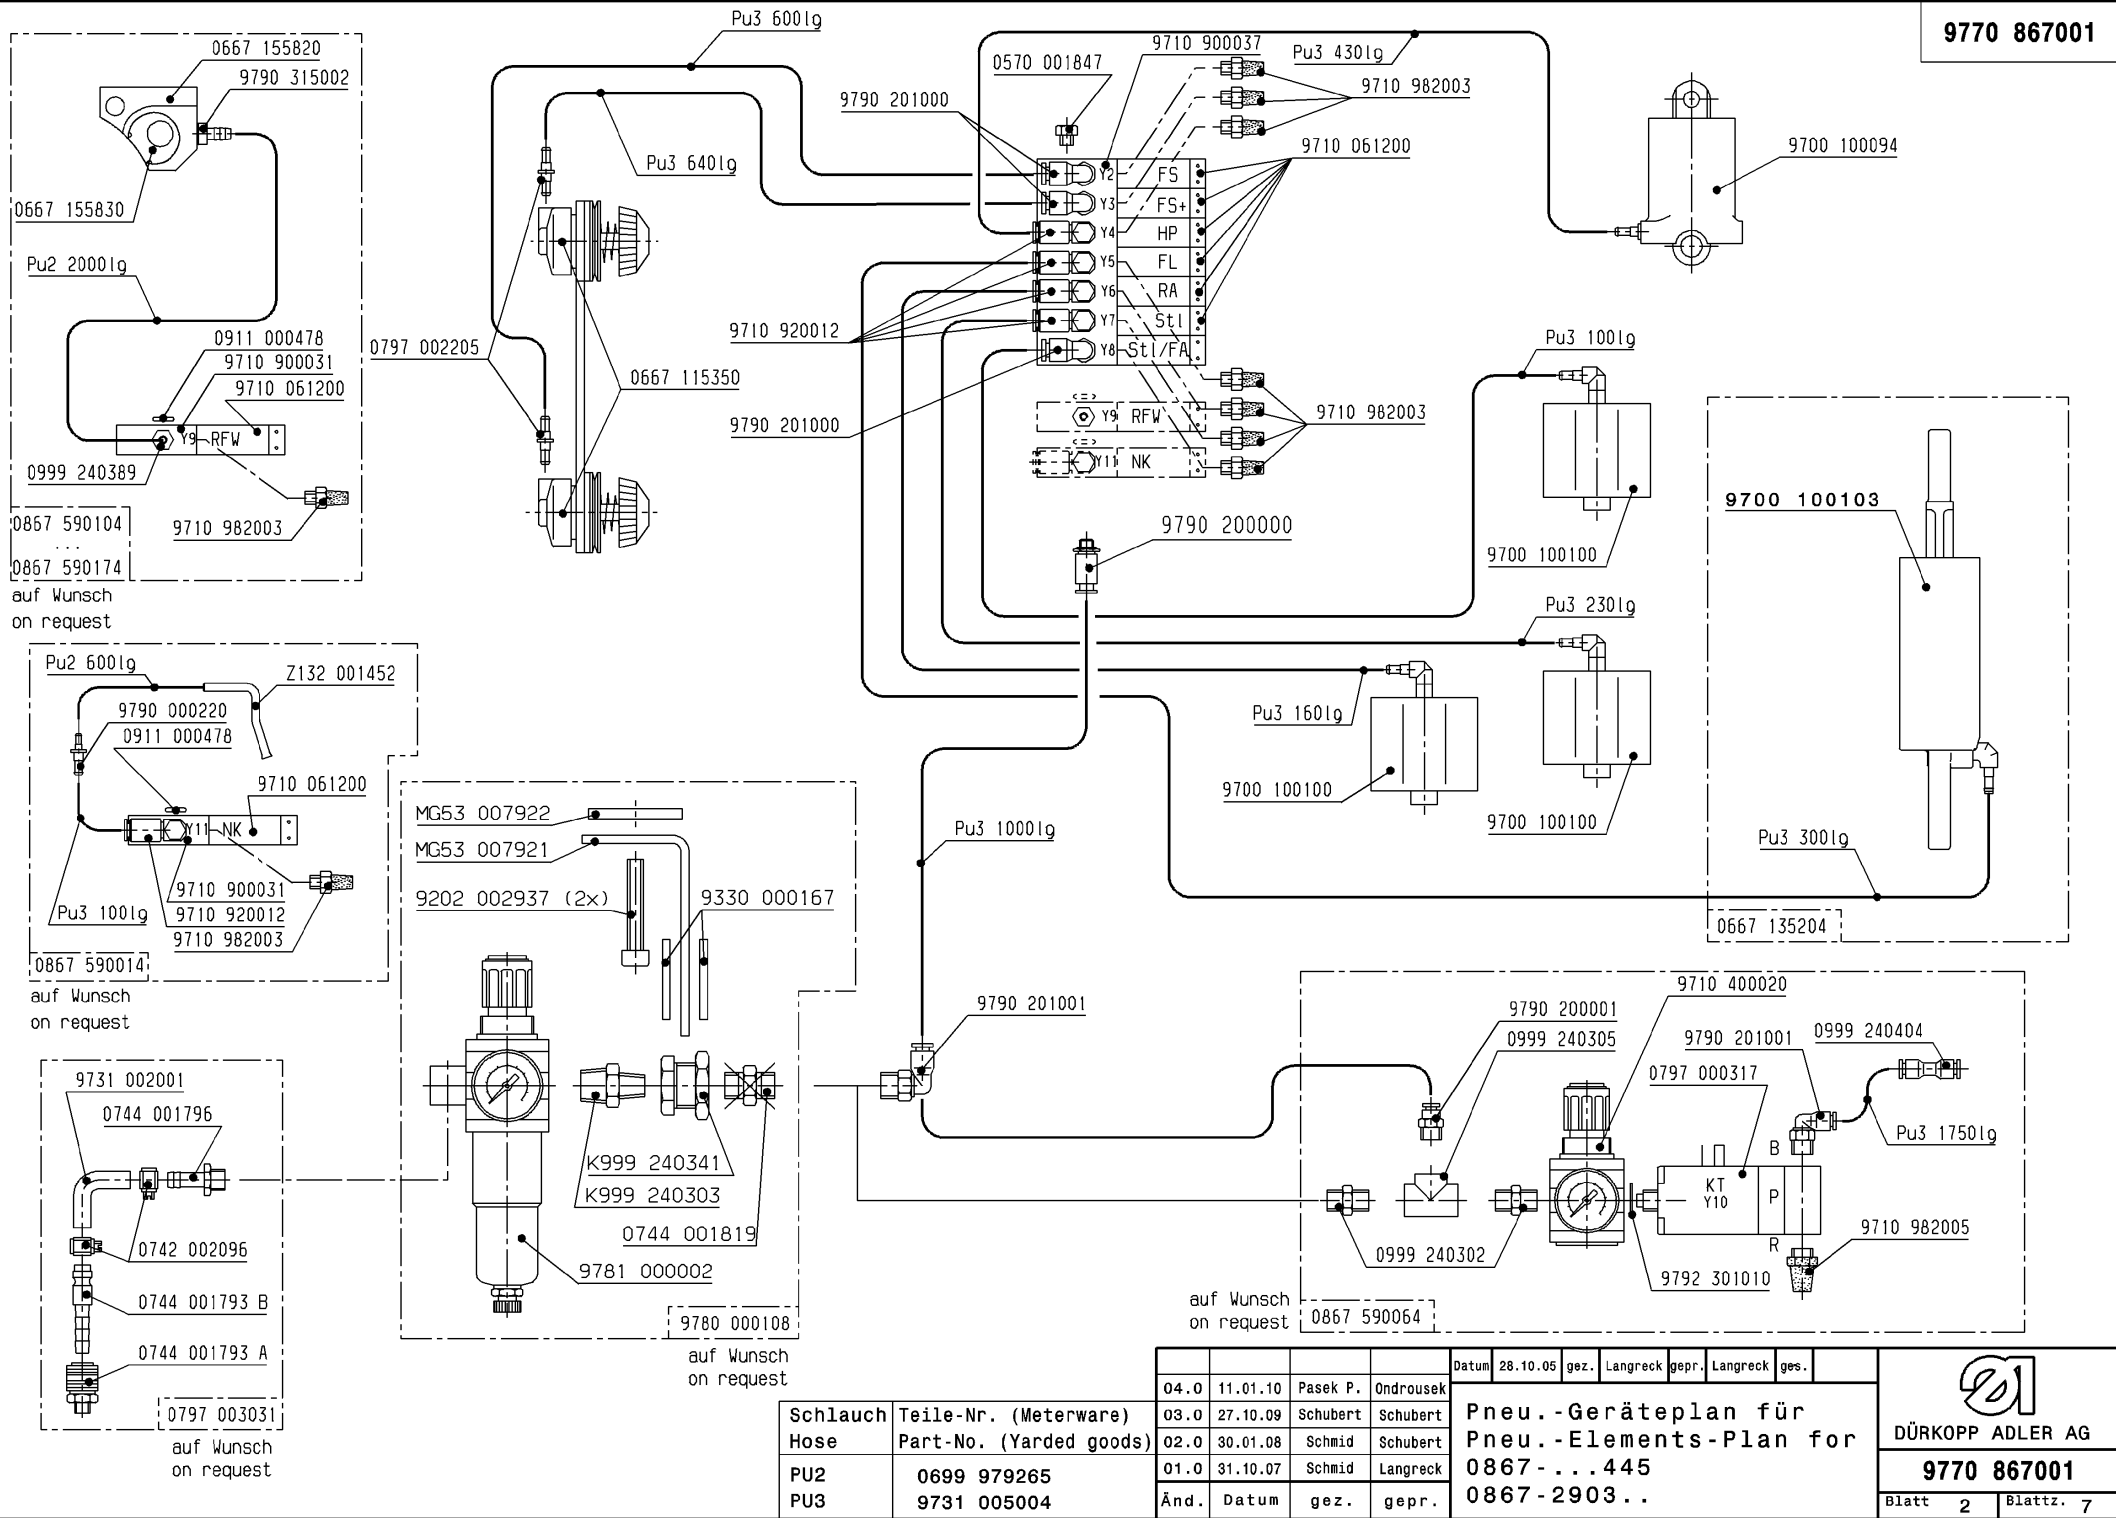 9770 867001
Pu3 600lg
0667 155820
9790 315002
0667 155830
Pu2 2000lg
0911 000478
9710 900031
9710 061200
Y9 RFW
0999 240389
9710 982003
0867 590104
...
0867 590174
auf Wunsch
on request
Pu3 640lg
0797 002205
0667 115350
9790 201000
0570 001847
9710 900037
Pu3 430lg
9710 982003
9710 061200
9700 100094
Y2 FS
Y3 FS+
Y4 HP
Y5 FL
Y6 RA
Y7 Stl
Y8 Stl/FA
Y9 RFW
Y11 NK
9710 920012
9790 201000
9710 982003
9790 200000
Pu3 100lg
9700 100100
Pu3 230lg
9700 100100
Pu3 160lg
9700 100100
9700 100103
Pu3 300lg
0667 135204
Pu2 600lg
Z132 001452
9790 000220
0911 000478
9710 061200
Y11 NK
9710 900031
Pu3 100lg
9710 920012
9710 982003
0867 590014
auf Wunsch
on request
MG53 007922
MG53 007921
9202 002937 (2x)
9330 000167
K999 240341
K999 240303
0744 001819
9781 000002
9780 000108
auf Wunsch
on request
Pu3 1000lg
9790 201001
9731 002001
0744 001796
0742 002096
0744 001793 B
0744 001793 A
0797 003031
auf Wunsch
on request
9710 400020
9790 200001
0999 240305
9790 201001
0999 240404
0797 000317
Pu3 1750lg
B
KT
Y10
P
R
9710 982005
0999 240302
9792 301010
auf Wunsch
on request
0867 590064
Schlauch Teile-Nr. (Meterware)
Hose Part-No. (Yarded goods)
PU2 0699 979265
PU3 9731 005004
04.0 11.01.10 Pasek P. Ondrousek
03.0 27.10.09 Schubert Schubert
02.0 30.01.08 Schmid Schubert
01.0 31.10.07 Schmid Langreck
Änd. Datum gez. gepr.
Datum 28.10.05 gez. Langreck gepr. Langreck ges.
Pneu.-Geräteplan für
Pneu.-Elements-Plan for
0867-...445
0867-2903..
DÜRKOPP ADLER AG
9770 867001
Blatt 2 Blattz. 7